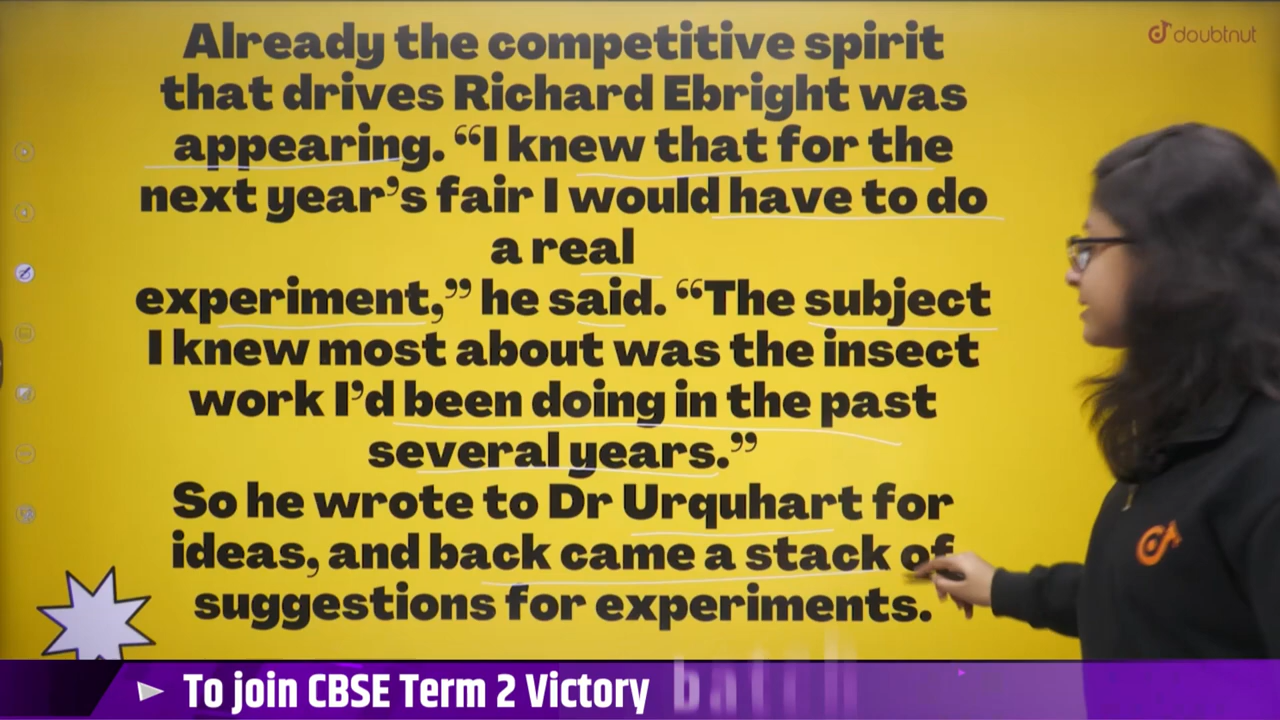 doubtnut
Already the competitive spirit
that drives Richard Ebright was
appearing. “I knew that for the
next year’s fair I would have to do
a real
experiment,” he said. “The subject
I knew most about was the insect
work I’d been doing in the past
several years.”
So he wrote to Dr Urquhart for
ideas, and back came a stack of
suggestions for experiments.
To join CBSE Term 2 Victory batch